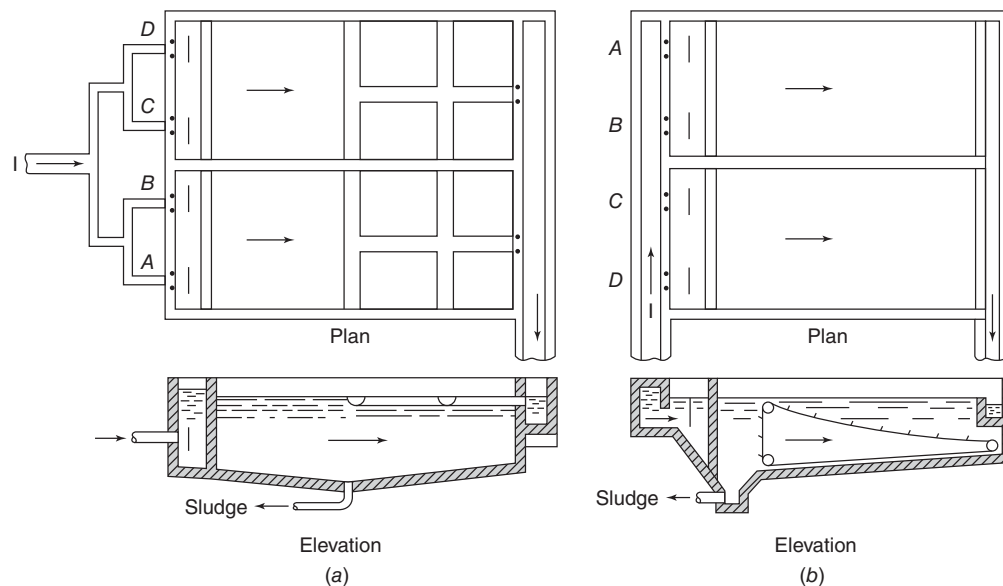 D
C
I
B
A
Plan
Sludge
Elevation
(a)
A
B
C
D
I
Plan
Sludge
Elevation
(b)